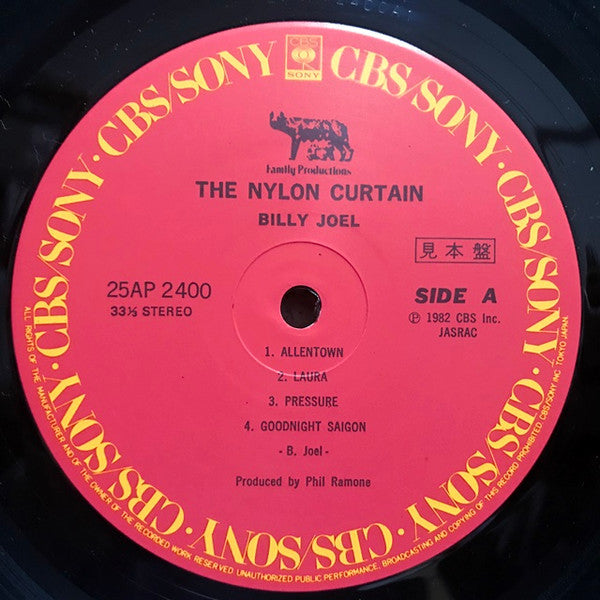 CBS
SONY
CBS/SONY · CBS/SONY · CBS/SONY · CBS/SONY · CBS/SONY · CBS/SONY · CBS/SONY
Family Productions
THE NYLON CURTAIN
BILLY JOEL
見本盤
25AP 2400
33⅓ STEREO
SIDE A
Ⓟ 1982 CBS Inc.
JASRAC
1. ALLENTOWN
2. LAURA
3. PRESSURE
4. GOODNIGHT SAIGON
- B. Joel -
Produced by Phil Ramone
ALL RIGHTS OF THE MANUFACTURER AND OF THE OWNER OF THE RECORDED WORK RESERVED. UNAUTHORIZED PUBLIC PERFORMANCE, BROADCASTING AND COPYING OF THIS RECORD PROHIBITED CBS/SONY INC. TOKYO JAPAN.